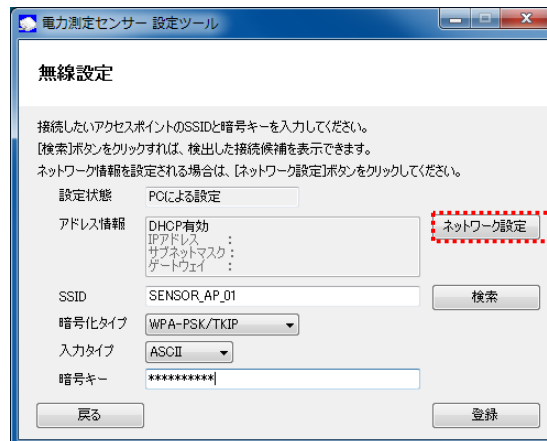 電力測定センサー 設定ツール
無線設定
接続したいアクセスポイントのSSIDと暗号キーを入力してください。
[検索]ボタンをクリックすれば、検出した接続候補を表示できます。
ネットワーク情報を設定される場合は、[ネットワーク設定]ボタンをクリックしてください。
設定状態 PCによる設定
アドレス情報 DHCP有効 ネットワーク設定
IPアドレス :
サブネットマスク :
ゲートウェイ :
SSID SENSOR_AP_01 検索
暗号化タイプ WPA-PSK/TKIP
入力タイプ ASCII
暗号キー **********
戻る 登録